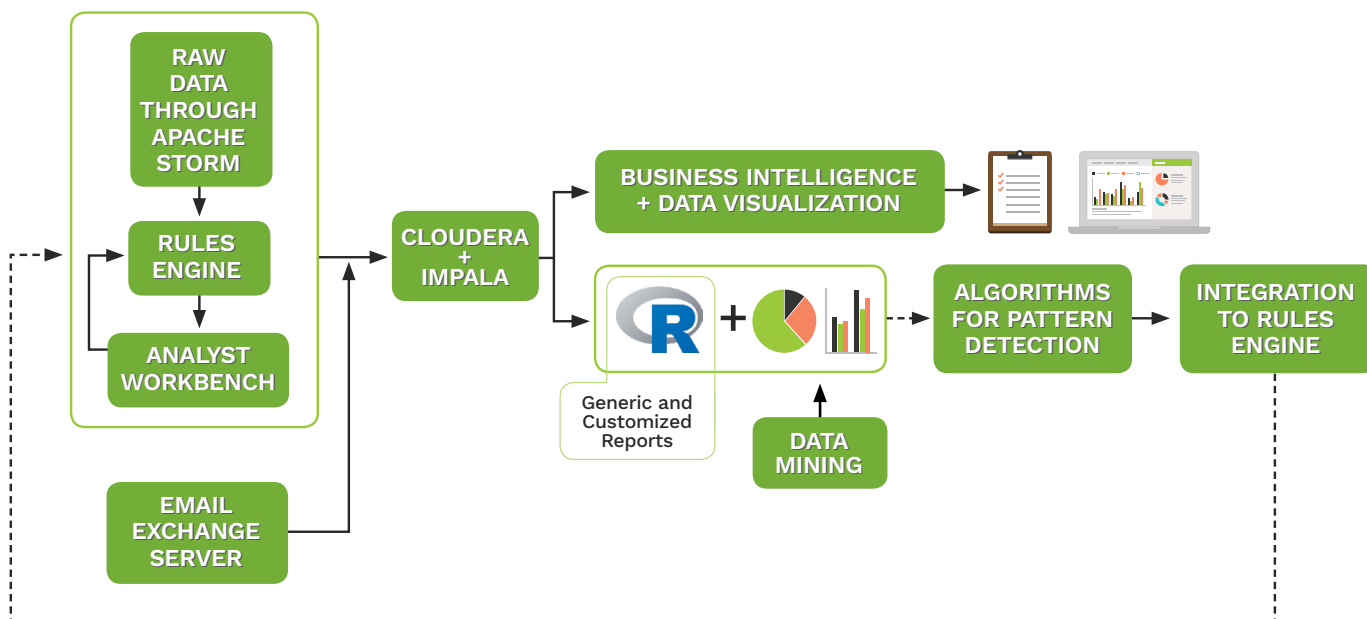 RAW
DATA
THROUGH
APACHE
STORM
RULES
ENGINE
ANALYST
WORKBENCH
EMAIL
EXCHANGE
SERVER
CLOUDERA
+
IMPALA
BUSINESS INTELLIGENCE
+ DATA VISUALIZATION
R
+
Generic and
Customized
Reports
DATA
MINING
ALGORITHMS
FOR PATTERN
DETECTION
INTEGRATION
TO RULES
ENGINE